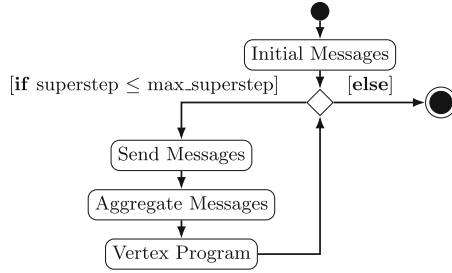 Initial Messages
[if superstep ≤ max_superstep]
[else]
Send Messages
Aggregate Messages
Vertex Program